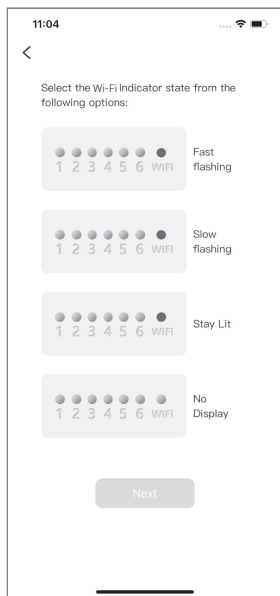 11:04
Select the Wi-Fi indicator state from the
following options:
1 2 3 4 5 6 WIFI
Fast
flashing
1 2 3 4 5 6 WIFI
Slow
flashing
1 2 3 4 5 6 WIFI
Stay Lit
1 2 3 4 5 6 WIFI
No
Display
Next